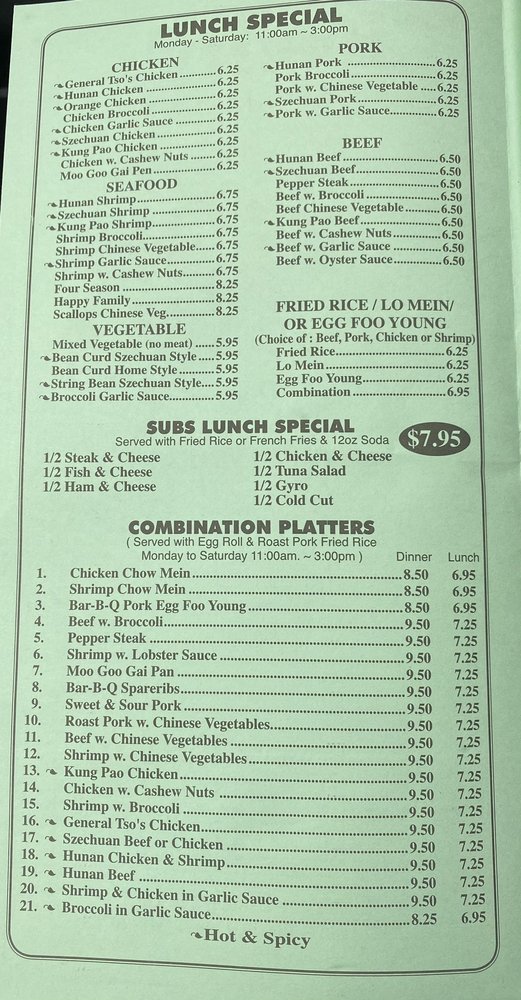 LUNCH SPECIAL
Monday - Saturday: 11:00am ~ 3:00pm
CHICKEN
General Tso's Chicken............6.25
Hunan Chicken ....................6.25
Orange Chicken ...................6.25
Chicken Broccoli ..................6.25
Chicken Garlic Sauce ..........6.25
Szechuan Chicken...............6.25
Kung Pao Chicken ...............6.25
Chicken w. Cashew Nuts .......6.25
Moo Goo Gai Pen..................6.25
SEAFOOD
Hunan Shrimp.....................6.75
Szechuan Shrimp .................6.75
Kung Pao Shrimp.................6.75
Shrimp Broccoli...................6.75
Shrimp Chinese Vegetable.....6.75
Shrimp Garlic Sauce.............6.75
Shrimp w. Cashew Nuts........6.75
Four Season ........................8.25
Happy Family .....................8.25
Scallops Chinese Veg............8.25
VEGETABLE
Mixed Vegetable (no meat) .....5.95
Bean Curd Szechuan Style....5.95
Bean Curd Home Style .........5.95
String Bean Szechuan Style...5.95
Broccoli Garlic Sauce............5.95
PORK
Hunan Pork .......................6.25
Pork Broccoli.....................6.25
Pork w. Chinese Vegetable ....6.25
Szechuan Pork...................6.25
Pork w. Garlic Sauce............6.25
BEEF
Hunan Beef........................6.50
Szechuan Beef....................6.50
Pepper Steak......................6.50
Beef w. Broccoli..................6.50
Beef Chinese Vegetable........6.50
Kung Pao Beef...................6.50
Beef w. Cashew Nuts...........6.50
Beef w. Garlic Sauce ...........6.50
Beef w. Oyster Sauce...........6.50
FRIED RICE / LO MEIN/
OR EGG FOO YOUNG
(Choice of : Beef, Pork, Chicken or Shrimp)
Fried Rice..........................6.25
Lo Mein.............................6.25
Egg Foo Young...................6.25
Combination ......................6.95
SUBS LUNCH SPECIAL
Served with Fried Rice or French Fries & 12oz Soda
$7.95
1/2 Steak & Cheese
1/2 Fish & Cheese
1/2 Ham & Cheese
1/2 Chicken & Cheese
1/2 Tuna Salad
1/2 Gyro
1/2 Cold Cut
COMBINATION PLATTERS
( Served with Egg Roll & Roast Pork Fried Rice
Monday to Saturday 11:00am. ~ 3:00pm ) Dinner Lunch
1. Chicken Chow Mein....................8.50 6.95
2. Shrimp Chow Mein ....................8.50 6.95
3. Bar-B-Q Pork Egg Foo Young....................8.50 6.95
4. Beef w. Broccoli....................9.50 7.25
5. Pepper Steak ....................9.50 7.25
6. Shrimp w. Lobster Sauce ....................9.50 7.25
7. Moo Goo Gai Pan ....................9.50 7.25
8. Bar-B-Q Spareribs....................9.50 7.25
9. Sweet & Sour Pork ....................9.50 7.25
10. Roast Pork w. Chinese Vegetables....................9.50 7.25
11. Beef w. Chinese Vegetables ....................9.50 7.25
12. Shrimp w. Chinese Vegetables....................9.50 7.25
13. Kung Pao Chicken....................9.50 7.25
14. Chicken w. Cashew Nuts ....................9.50 7.25
15. Shrimp w. Broccoli ....................9.50 7.25
16. General Tso's Chicken....................9.50 7.25
17. Szechuan Beef or Chicken ....................9.50 7.25
18. Hunan Chicken & Shrimp....................9.50 7.25
19. Hunan Beef ....................9.50 7.25
20. Shrimp & Chicken in Garlic Sauce ....................9.50 7.25
21. Broccoli in Garlic Sauce....................8.25 6.95
Hot & Spicy